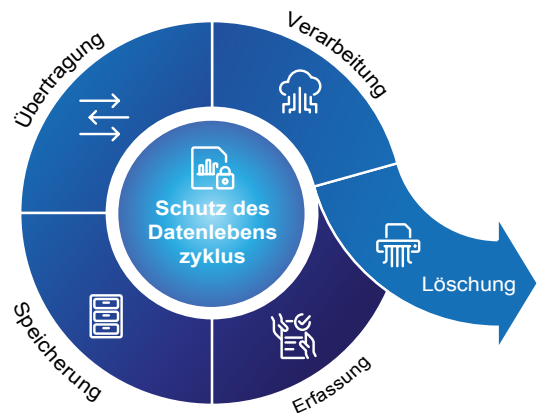 Übertragung
Verarbeitung
Schutz des
Datenlebens
zyklus
Löschung
Speicherung
Erfassung